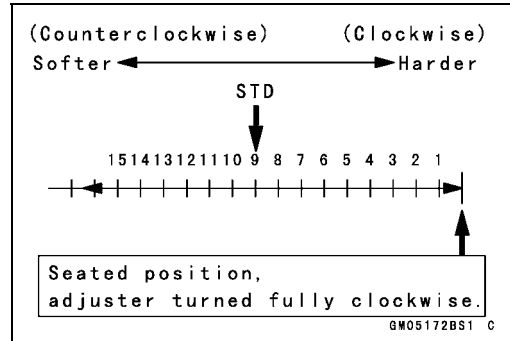 (Counterclockwise) (Clockwise)
Softer Harder
STD
15 14 13 12 11 10 9 8 7 6 5 4 3 2 1
Seated position,
adjuster turned fully clockwise.
GM05172BS1 C